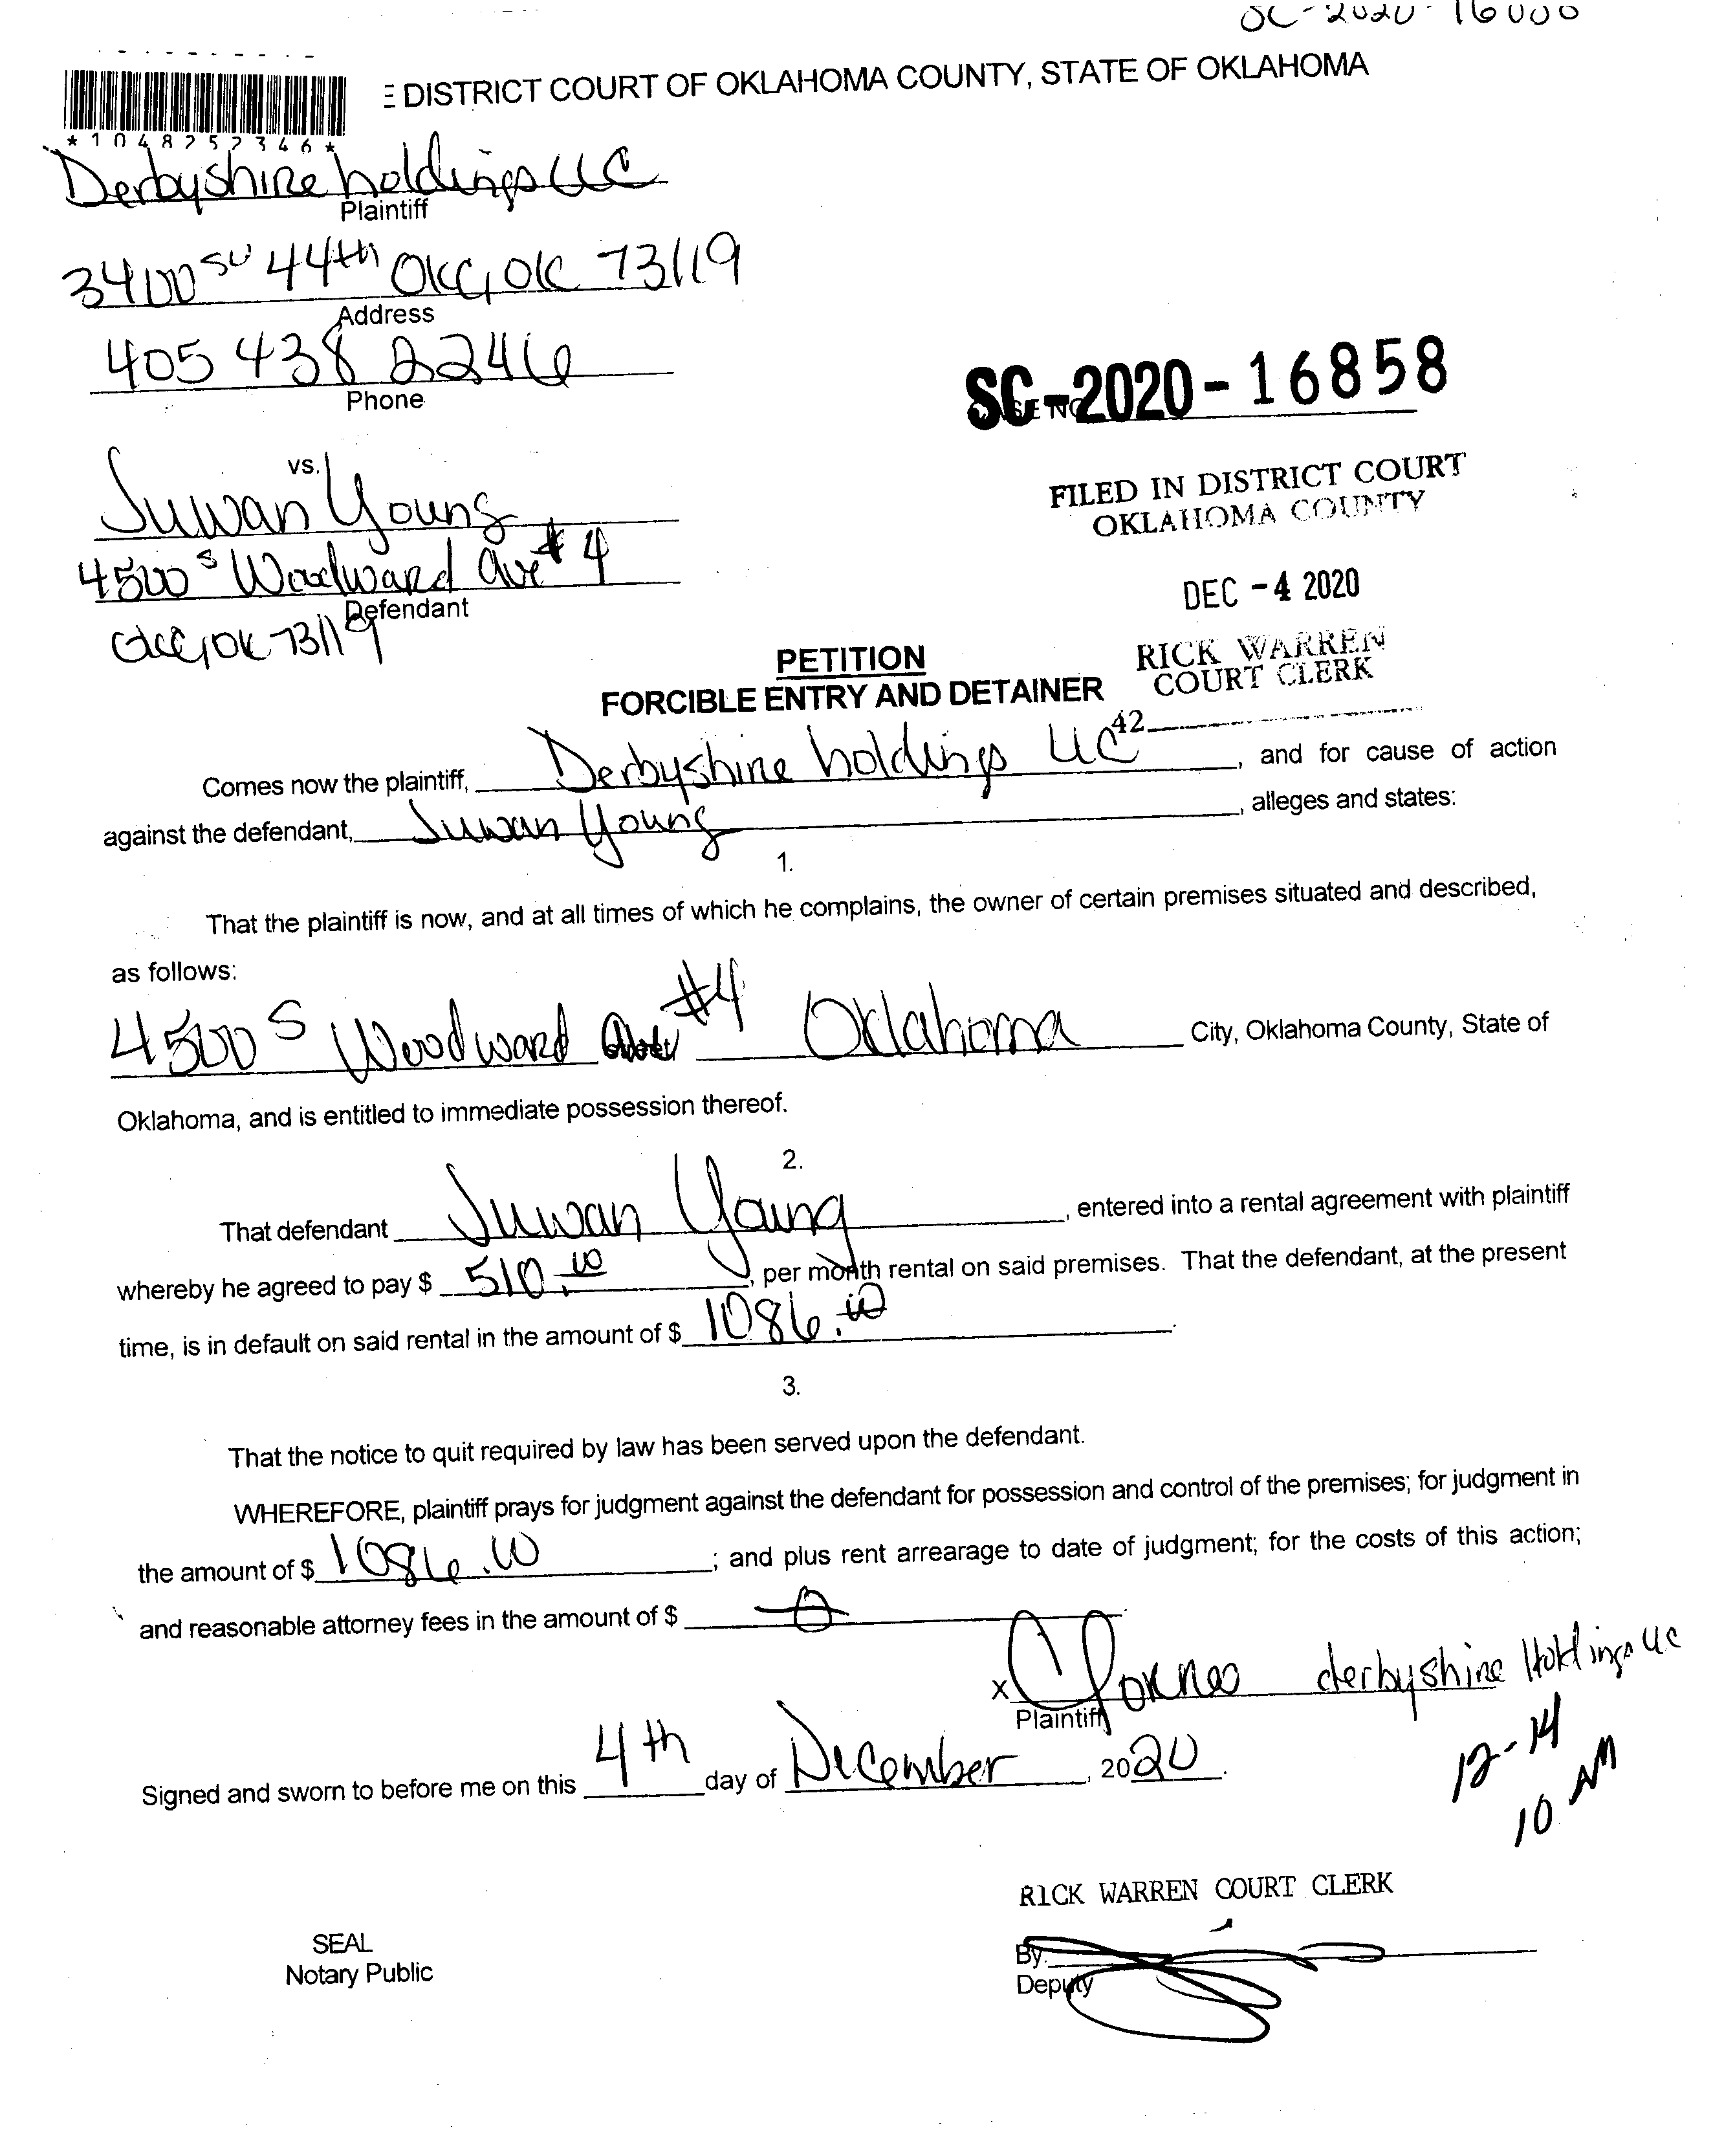 DISTRICT COURT OF OKLAHOMA COUNTY, STATE OF OKLAHOMA
*1048252346*
Derbyshire holdings LLC
Plaintiff
3400 SW 44th OKC, OK 73119
Address
405 438 2246
Phone
SC-2020-16858
vs.
Juwan Young
4500 S Woodward Ave #4
Defendant
OKC, OK 73119
FILED IN DISTRICT COURT
OKLAHOMA COUNTY
DEC -4 2020
RICK WARREN
COURT CLERK
42
PETITION
FORCIBLE ENTRY AND DETAINER
Comes now the plaintiff, Derbyshire holdings LLC, and for cause of action
against the defendant, Juwan Young, alleges and states:
1.
That the plaintiff is now, and at all times of which he complains, the owner of certain premises situated and described,
as follows:
4500 S Woodward #4 Oklahoma City, Oklahoma County, State of
Oklahoma, and is entitled to immediate possession thereof.
2.
That defendant Juwan Young, entered into a rental agreement with plaintiff
whereby he agreed to pay $ 510.00, per month rental on said premises. That the defendant, at the present
time, is in default on said rental in the amount of $ 1086.00.
3.
That the notice to quit required by law has been served upon the defendant.
WHEREFORE, plaintiff prays for judgment against the defendant for possession and control of the premises; for judgment in
the amount of $ 1086.00; and plus rent arrearage to date of judgment; for the costs of this action;
and reasonable attorney fees in the amount of $ 0
x derbyshire Holdings LLC
Plaintiff
12-14
10 AM
Signed and sworn to before me on this 4th day of December, 2020.
RICK WARREN COURT CLERK
SEAL
Notary Public
By:
Deputy